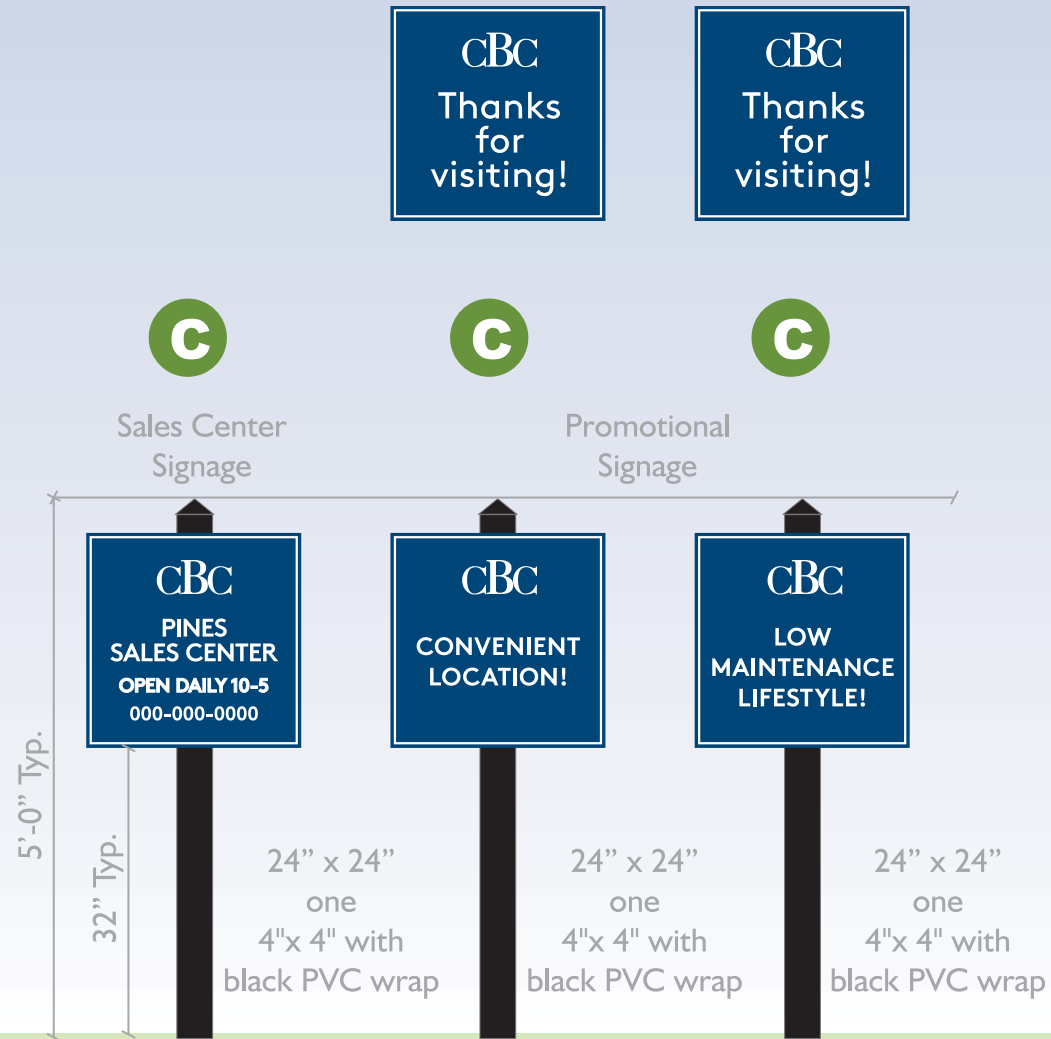 CBC
Thanks
for
visiting!
CBC
Thanks
for
visiting!
C
C
C
Sales Center
Signage
Promotional
Signage
CBC
PINES
SALES CENTER
OPEN DAILY 10-5
000-000-0000
CBC
CONVENIENT
LOCATION!
CBC
LOW
MAINTENANCE
LIFESTYLE!
5’-0” Typ.
32” Typ.
24” x 24”
one
4"x 4" with
black PVC wrap
24” x 24”
one
4"x 4" with
black PVC wrap
24” x 24”
one
4"x 4" with
black PVC wrap